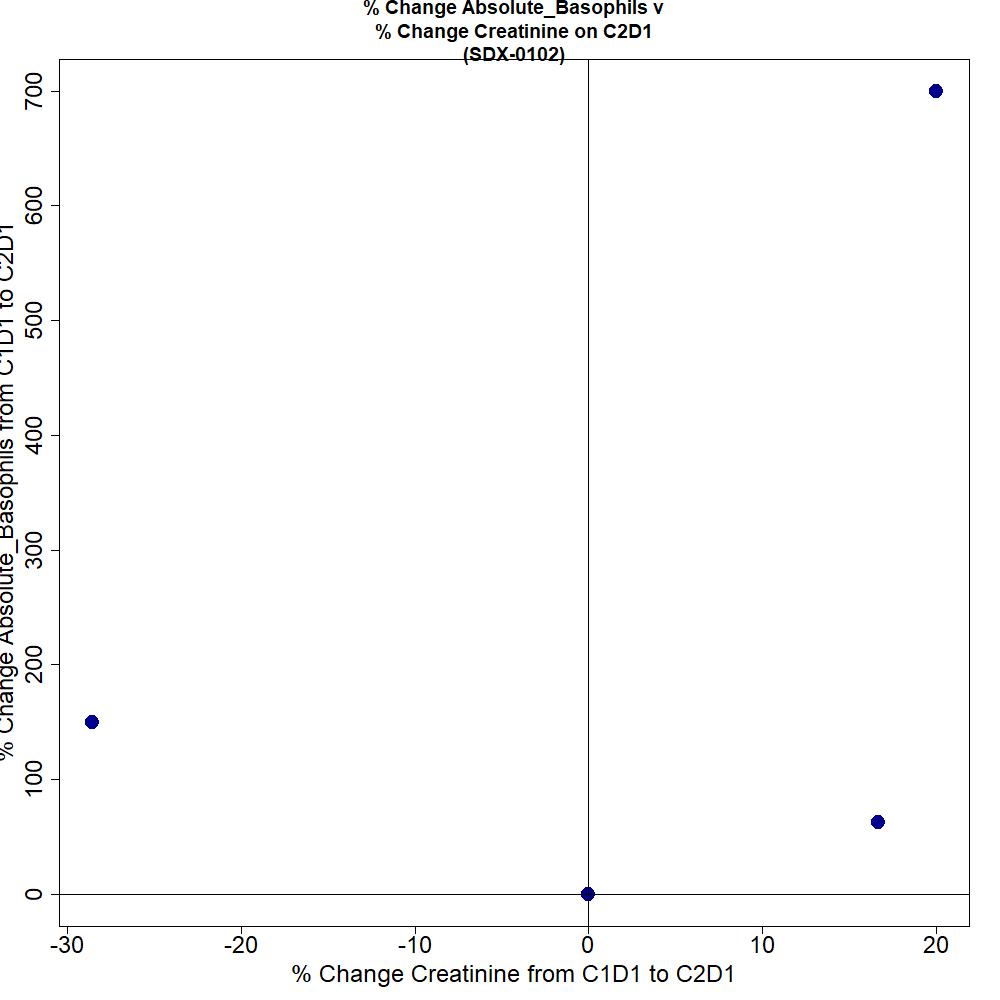 % Change Absolute_Basophils v
% Change Creatinine on C2D1
(SDX-0102)
% Change Absolute_Basophils from C1D1 to C2D1
700
600
500
400
300
200
100
0
-30 -20 -10 0 10 20
% Change Creatinine from C1D1 to C2D1